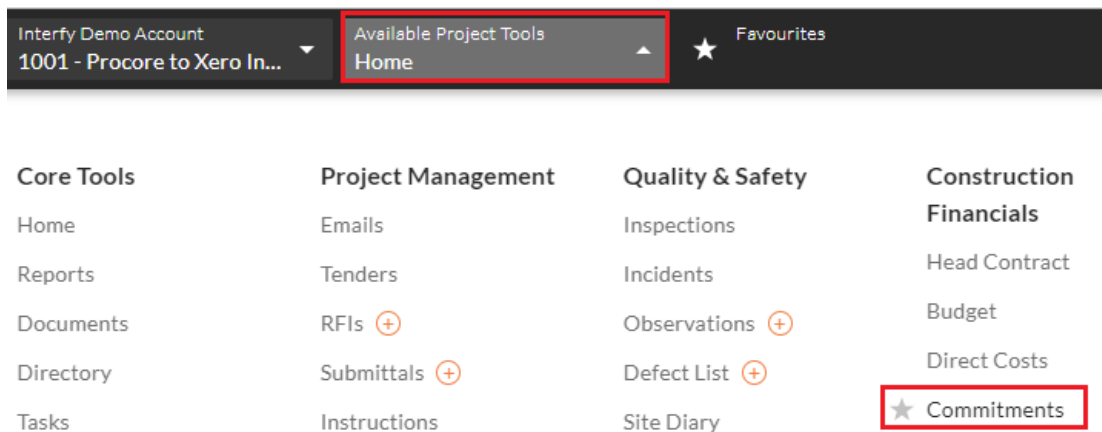 Interfy Demo Account
1001 - Procore to Xero In...
Available Project Tools
Home
Favourites
Core Tools
Home
Reports
Documents
Directory
Tasks
Project Management
Emails
Tenders
RFIs
Submittals
Instructions
Quality & Safety
Inspections
Incidents
Observations
Defect List
Site Diary
Construction
Financials
Head Contract
Budget
Direct Costs
Commitments